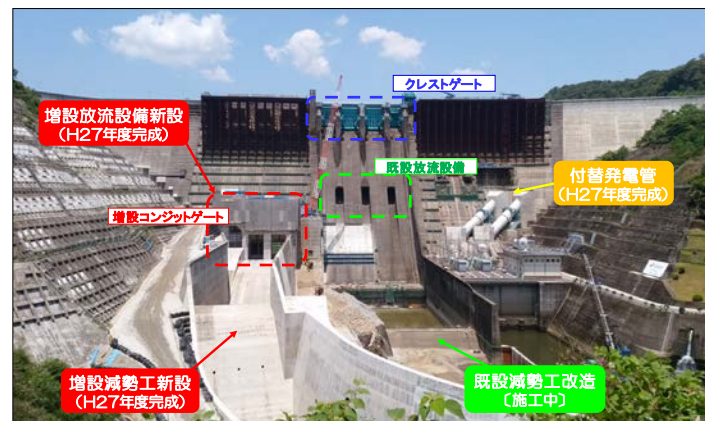 クレストゲート
増設放流設備新設
(H27年度完成)
既設放流設備
付替発電管
(H27年度完成)
増設コンジットゲート
増設減勢工新設
(H27年度完成)
既設減勢工改造
〔施工中〕